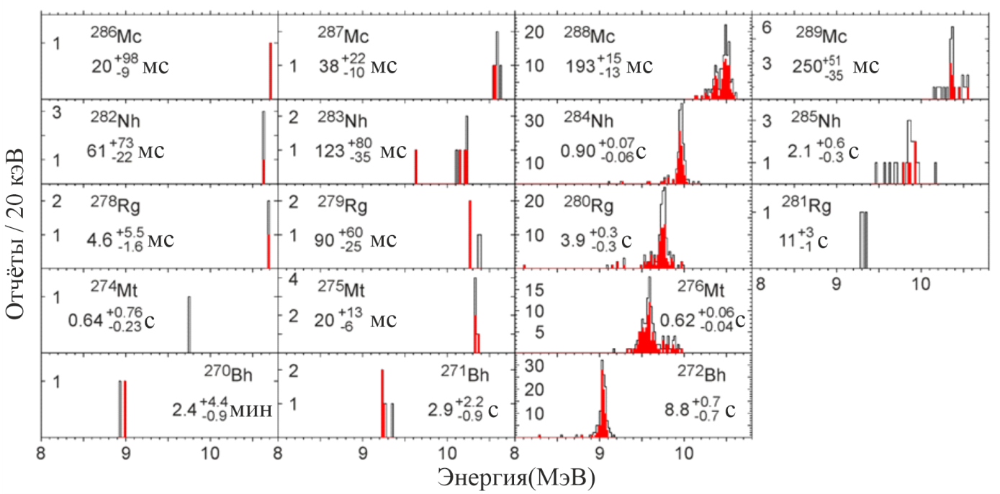 Отсчёты / 20 кэВ
1 ²⁸⁶Mc 20 +98 -9 мс
1 ²⁸⁷Mc 38 +22 -10 мс
20 10 ²⁸⁸Mc 193 +15 -13 мс
6 3 ²⁸⁹Mc 250 +51 -35 мс
3 1 ²⁸²Nh 61 +73 -22 мс
2 1 ²⁸³Nh 123 +80 -35 мс
30 10 ²⁸⁴Nh 0.90 +0.07 -0.06 с
3 1 ²⁸⁵Nh 2.1 +0.6 -0.3 с
2 1 ²⁷⁸Rg 4.6 +5.5 -1.6 мс
2 1 ²⁷⁹Rg 90 +60 -25 мс
20 10 ²⁸⁰Rg 3.9 +0.3 -0.3 с
1 ²⁸¹Rg 11 +3 -1 с
1 ²⁷⁴Mt 0.64 +0.76 -0.23 с
4 2 ²⁷⁵Mt 20 +13 -6 мс
15 10 5 ²⁷⁶Mt 0.62 +0.06 -0.04 с
8 9 10
1 ²⁷⁰Bh 2.4 +4.4 -0.9 мин
2 1 ²⁷¹Bh 2.9 +2.2 -0.9 с
30 20 10 ²⁷²Bh 8.8 +0.7 -0.7 с
8 9 10 8 9 10 8 9 10
Энергия(МэВ)